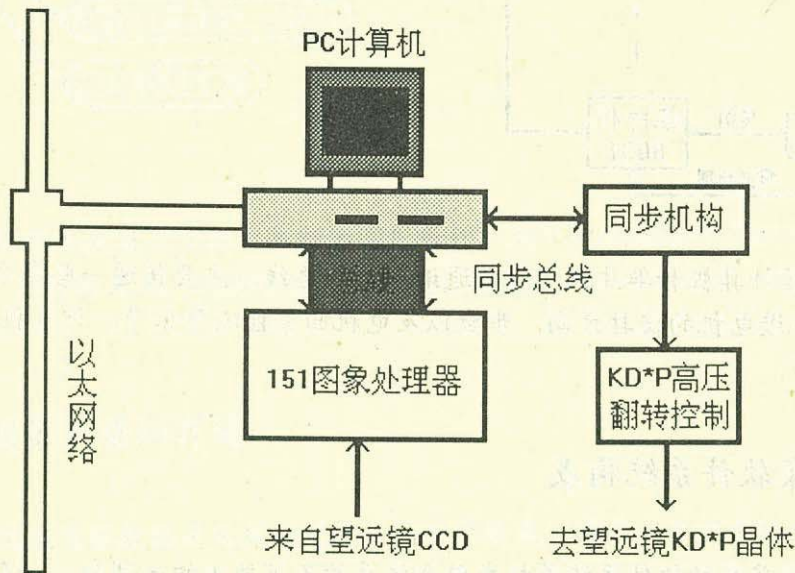 PC计算机
同步机构
总线
同步总线
以太网络
151图象处理器
KD*P高压
翻转控制
来自望远镜CCD
去望远镜KD*P晶体